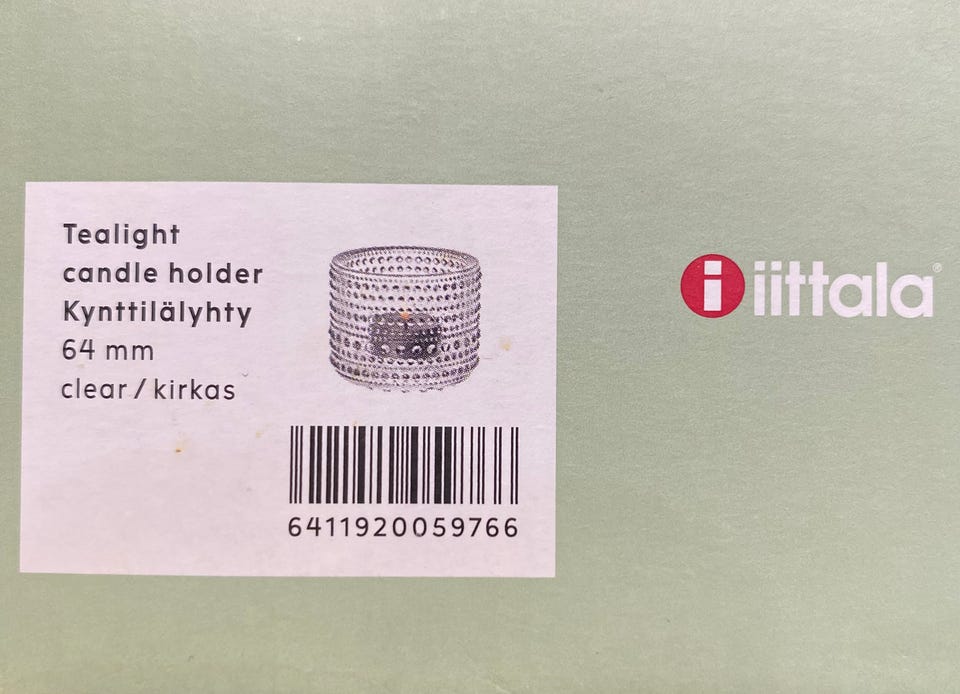 Tealight
candle holder
Kynttilälyhty
64 mm
clear / kirkas
6411920059766
i iittala®